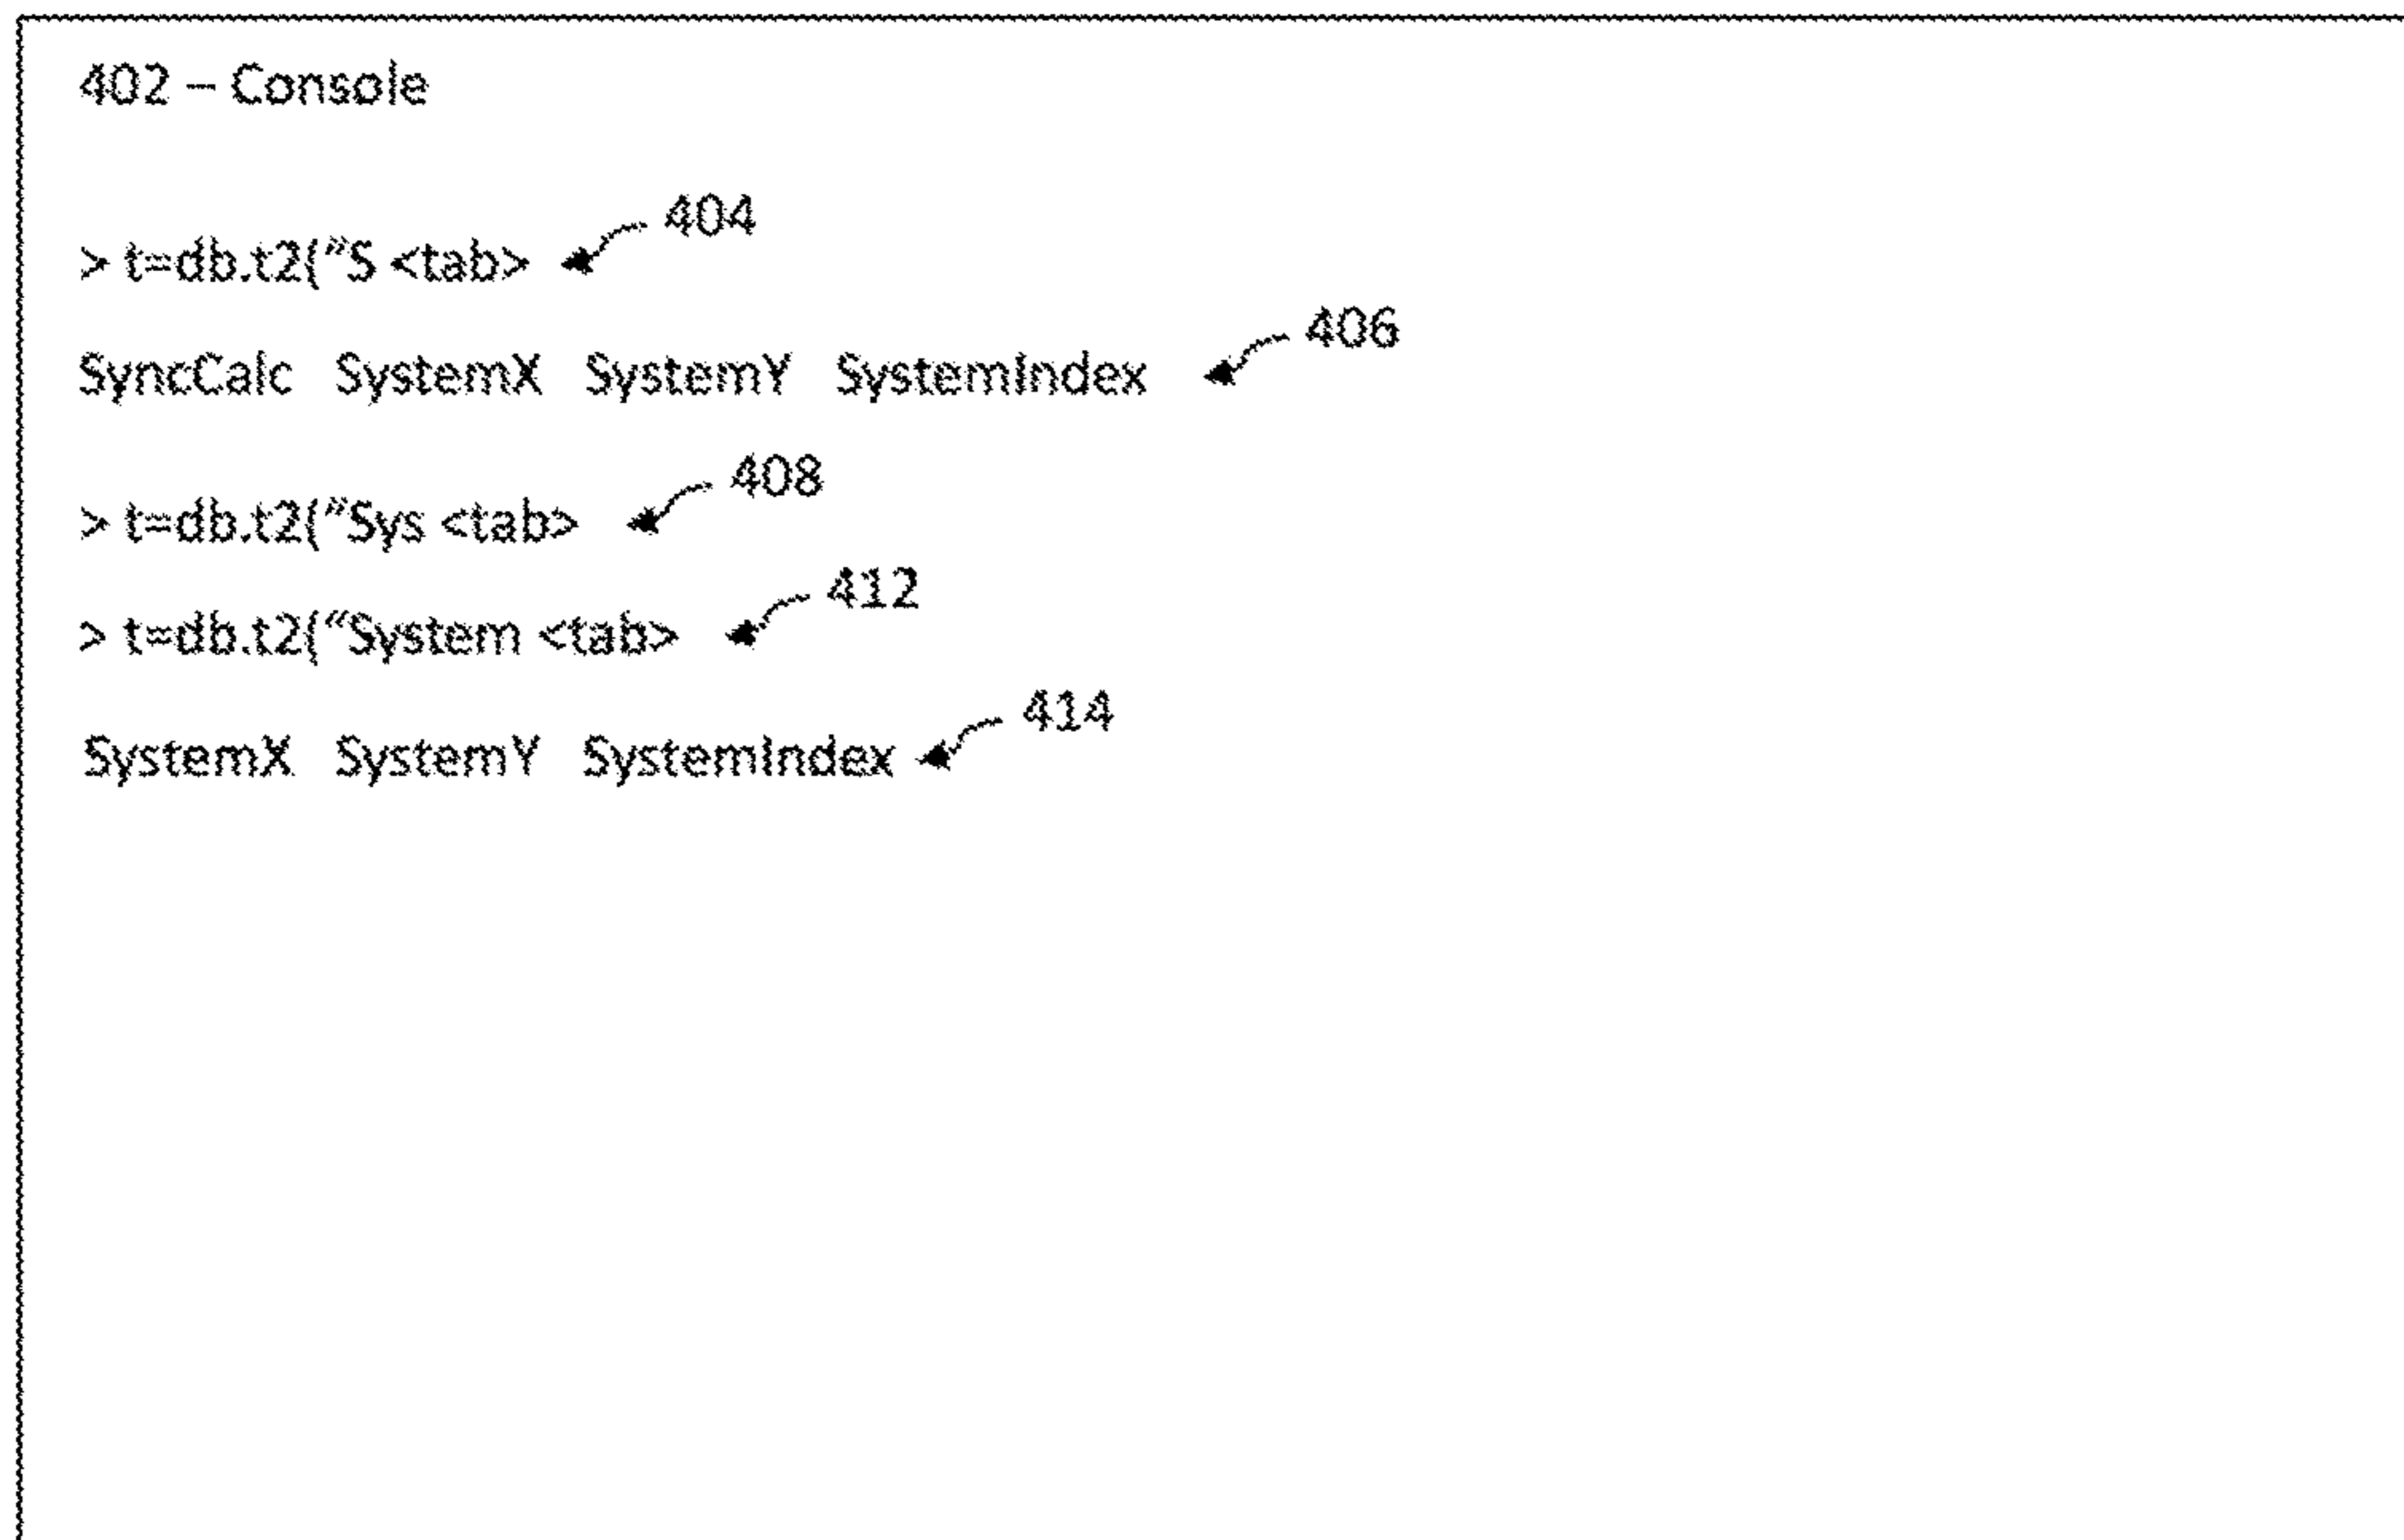 402 – Console
404
> t=db.t2(”S <tab>
406
SyncCalc SystemX SystemY SystemIndex
408
> t=db.t2(”Sys <tab>
412
> t=db.t2(“System <tab>
414
SystemX SystemY SystemIndex